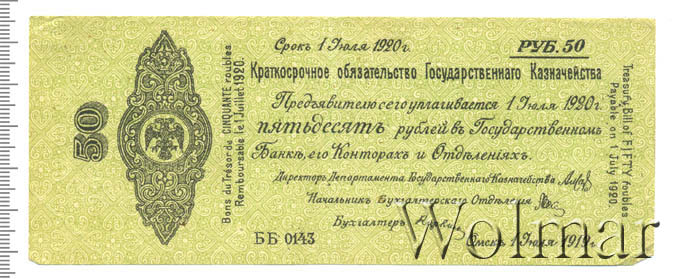 Срокъ 1 Июля 1920 г.
РУБ. 50
Краткосрочное обязательство Государственнаго Казначейства
Предъявителю сего уплачивается 1 Июля 1920 г.
пятьдесятъ рублей въ Государственномъ
Банкѣ, его Конторахъ и Отдѣленіяхъ.
Директоръ Департамента Государственнаго Казначейства
Начальникъ Бухгалтерскаго Отдѣленія
Бухгалтеръ
ББ 0143
Омскъ, 1 Июля 1919 г.
50
Bons du Trésor de CINQUANTE roubles
Remboursable le 1 Juillet 1920.
Treasury Bill of FIFTY roubles
Payable on 1 July 1920.
Wolmar